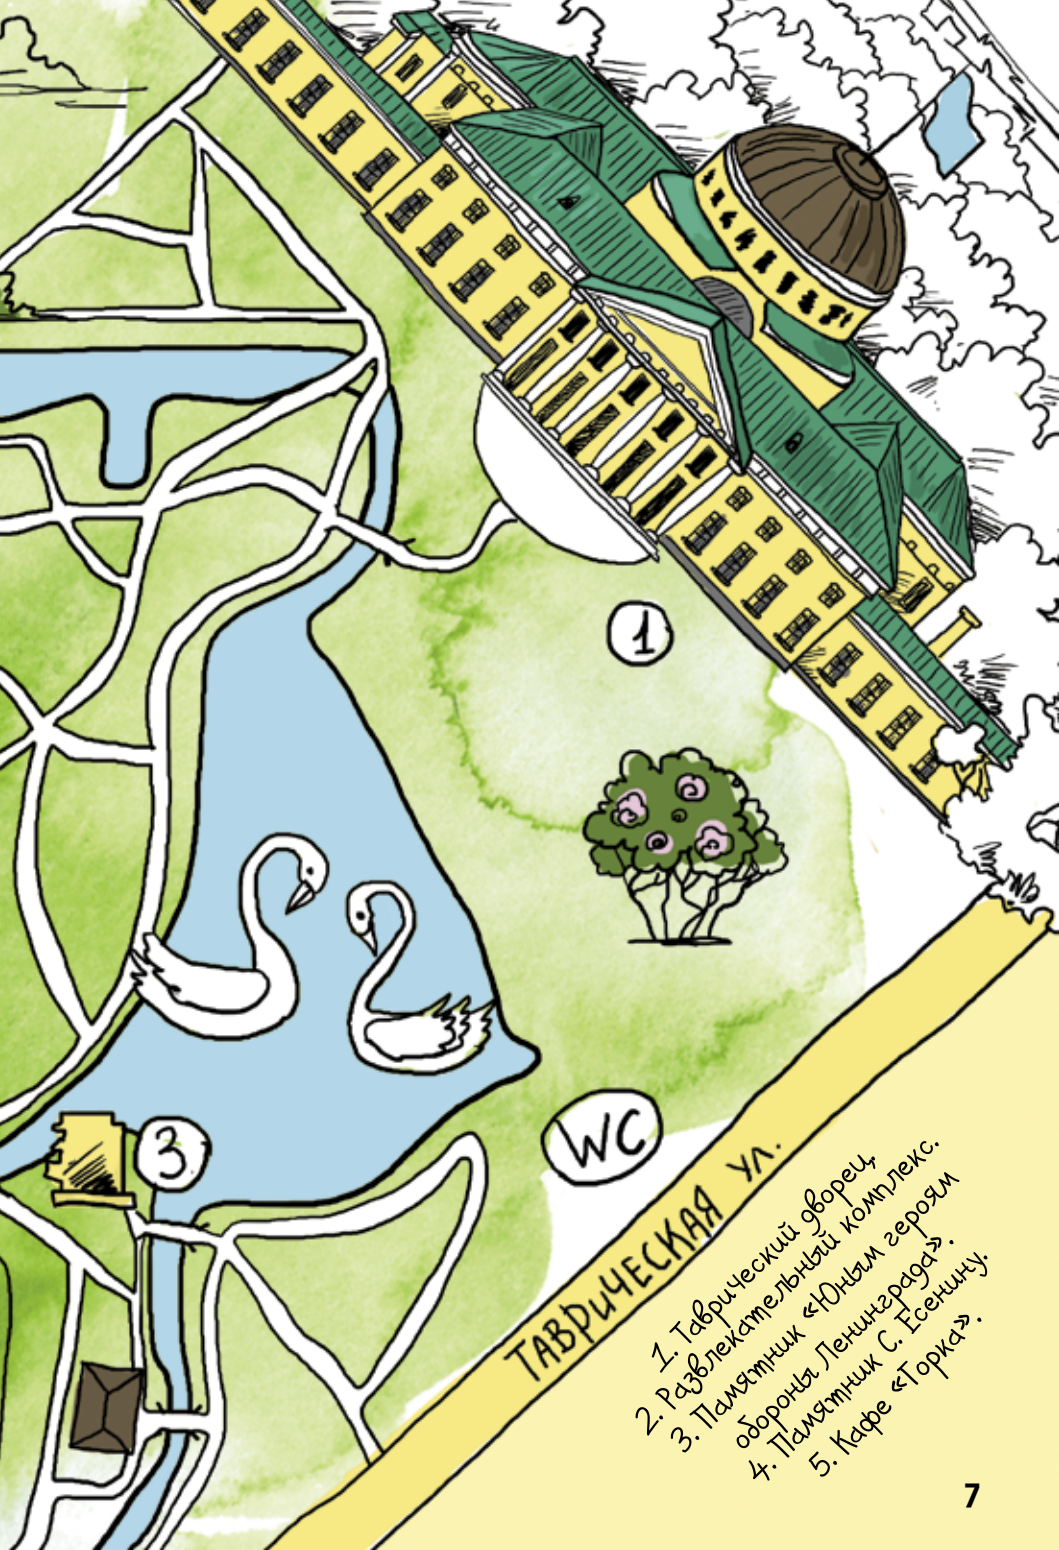 1
3
WC
ТАВРИЧЕСКАЯ УЛ.
1. Таврический дворец.
2. Развлекательный комплекс.
3. Памятник «Юным героям
обороны Ленинграда».
4. Памятник С. Есенину.
5. Кафе «Горка».
7